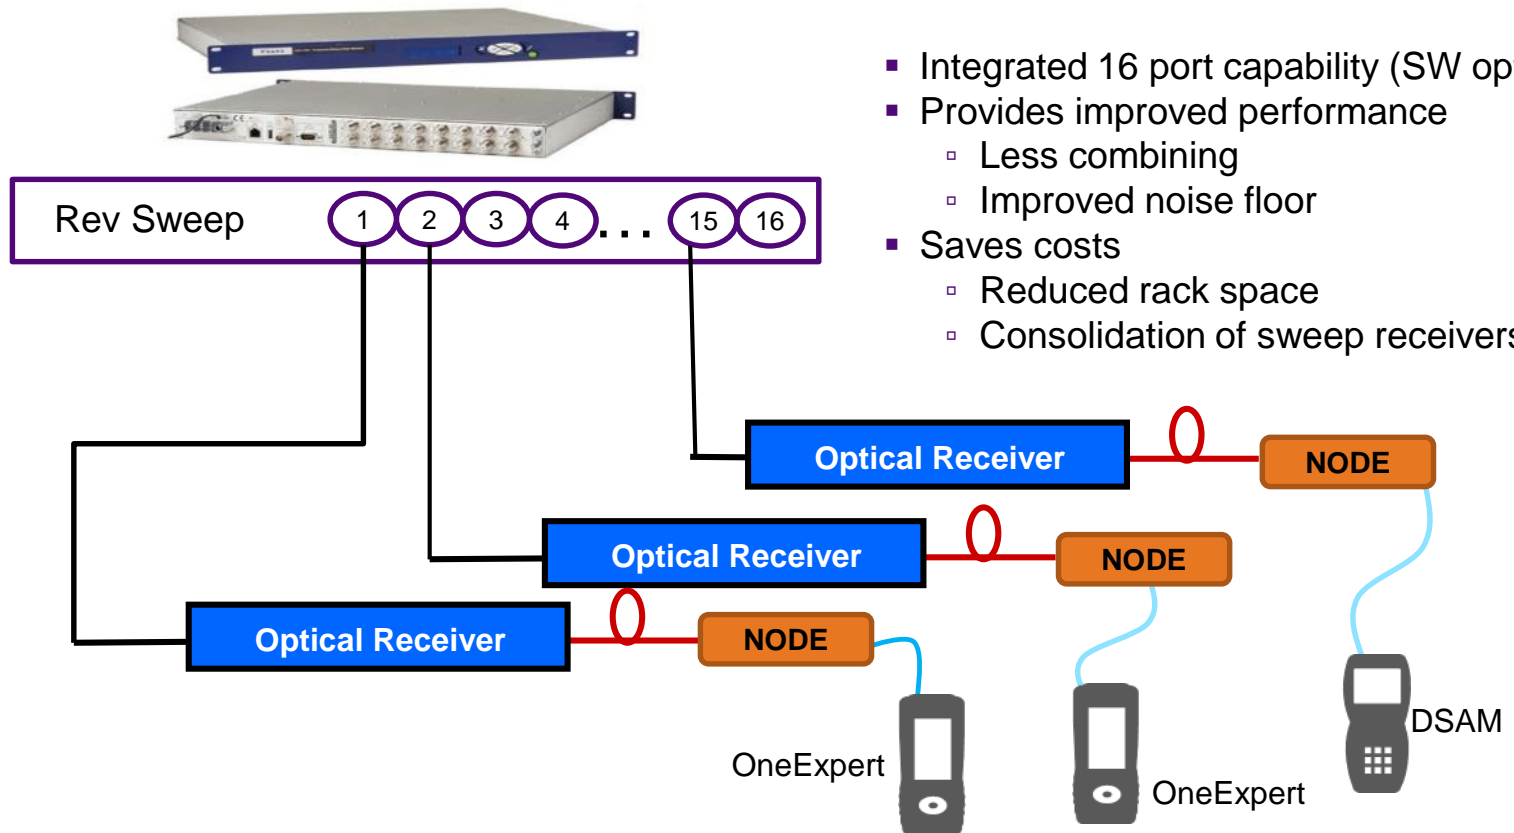 Integrated 16 port capability (SW opt
Provides improved performance
Less combining
Improved noise floor
Saves costs
Reduced rack space
Consolidation of sweep receivers
Rev Sweep 1 2 3 4 ... 15 16
Optical Receiver NODE
Optical Receiver NODE
Optical Receiver NODE
DSAM
OneExpert
OneExpert